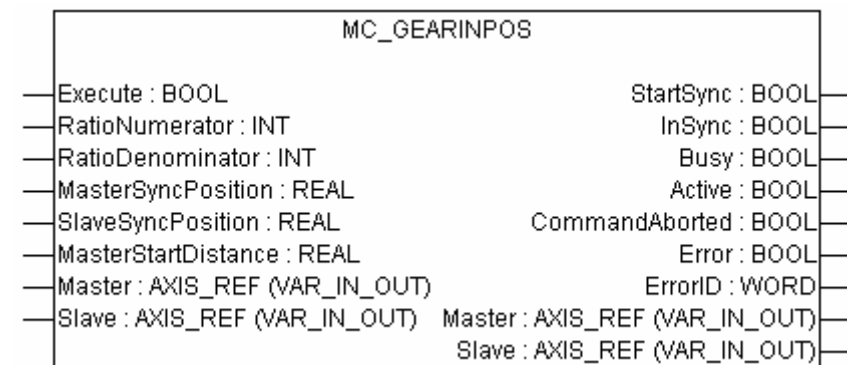 MC_GEARINPOS
Execute : BOOL StartSync : BOOL
RatioNumerator : INT InSync : BOOL
RatioDenominator : INT Busy : BOOL
MasterSyncPosition : REAL Active : BOOL
SlaveSyncPosition : REAL CommandAborted : BOOL
MasterStartDistance : REAL Error : BOOL
Master : AXIS_REF (VAR_IN_OUT) ErrorID : WORD
Slave : AXIS_REF (VAR_IN_OUT) Master : AXIS_REF (VAR_IN_OUT)
Slave : AXIS_REF (VAR_IN_OUT)